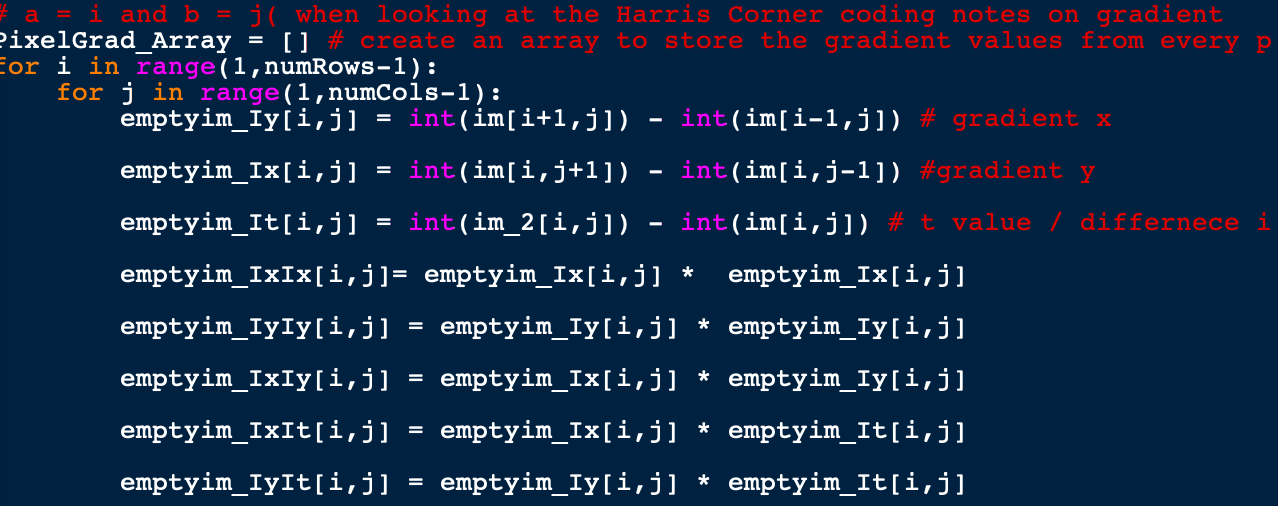 # a = i and b = j( when looking at the Harris Corner coding notes on gradient
PixelGrad_Array = [] # create an array to store the gradient values from every p
for i in range(1,numRows-1):
    for j in range(1,numCols-1):
        emptyim_Iy[i,j] = int(im[i+1,j]) - int(im[i-1,j]) # gradient x
        emptyim_Ix[i,j] = int(im[i,j+1]) - int(im[i,j-1]) #gradient y
        emptyim_It[i,j] = int(im_2[i,j]) - int(im[i,j]) # t value / differnece i
        emptyim_IxIx[i,j]= emptyim_Ix[i,j] *  emptyim_Ix[i,j]
        emptyim_IyIy[i,j] = emptyim_Iy[i,j] * emptyim_Iy[i,j]
        emptyim_IxIy[i,j] = emptyim_Ix[i,j] * emptyim_Iy[i,j]
        emptyim_IxIt[i,j] = emptyim_Ix[i,j] * emptyim_It[i,j]
        emptyim_IyIt[i,j] = emptyim_Iy[i,j] * emptyim_It[i,j]